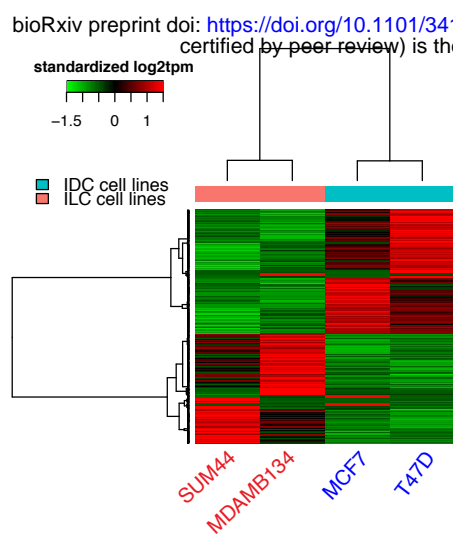 bioRxiv preprint doi: https://doi.org/10.1101/341
certified by peer review) is the
standardized log2tpm
−1.5 0 1
IDC cell lines
ILC cell lines
SUM44 MDAMB134 MCF7 T47D